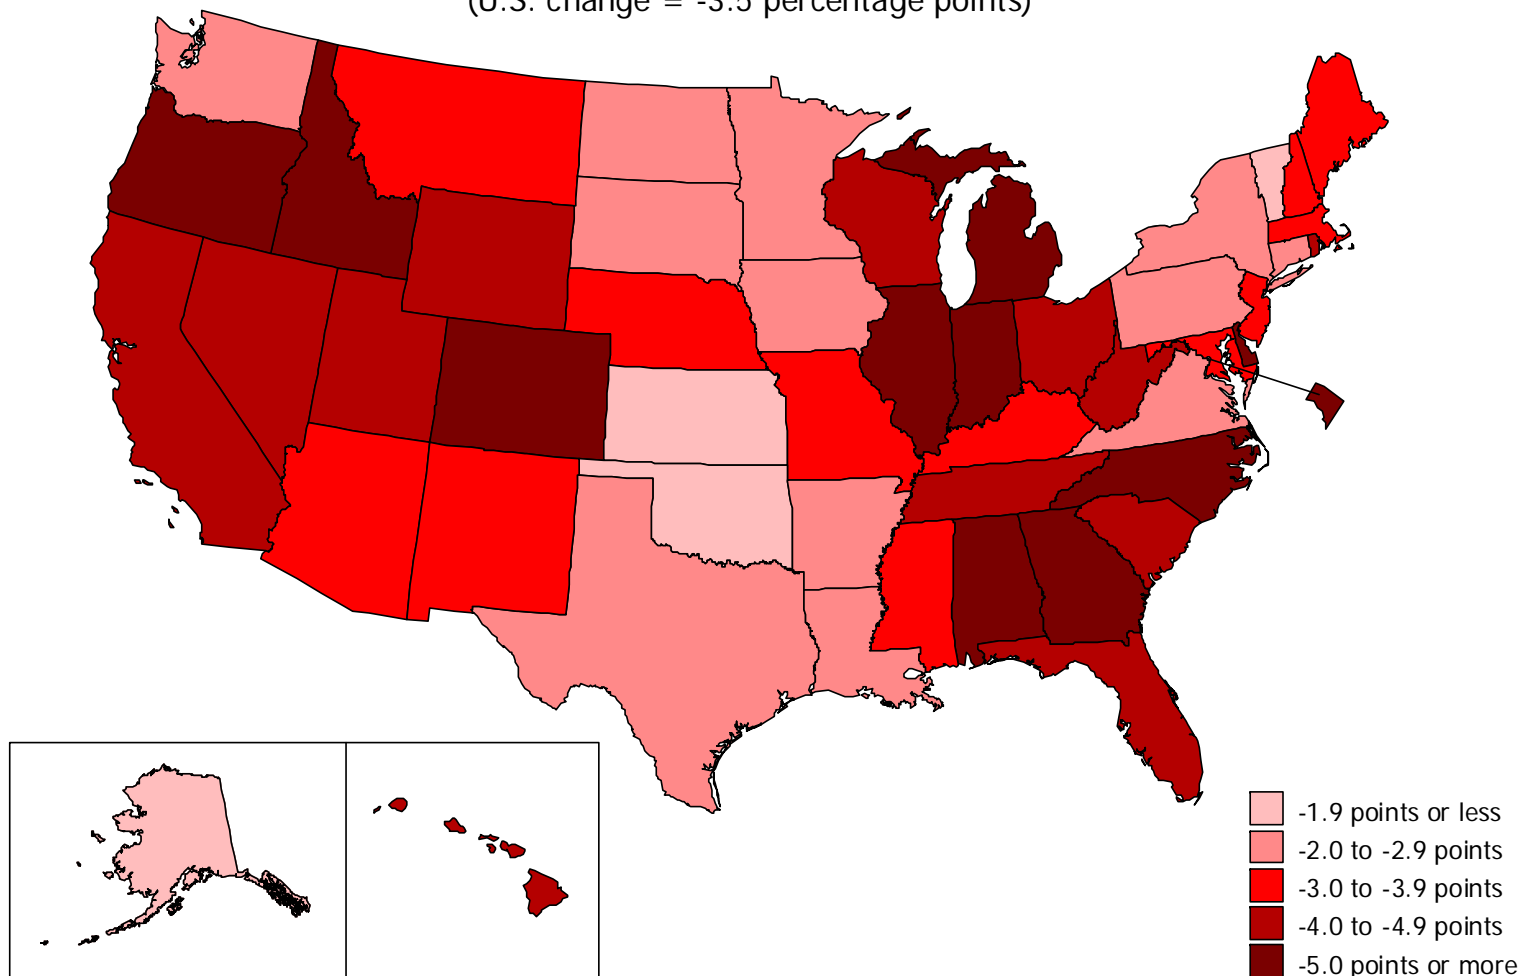 (U.S. change = -3.5 percentage points)
-1.9 points or less
-2.0 to -2.9 points
-3.0 to -3.9 points
-4.0 to -4.9 points
-5.0 points or more